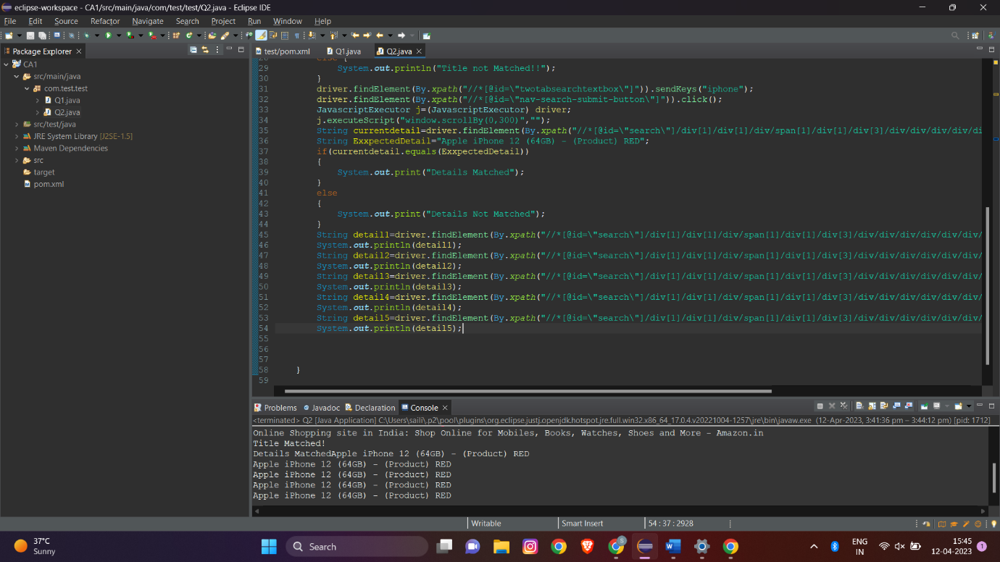 eclipse-workspace - CA1/src/main/java/com/test/test/Q2.java - Eclipse IDE
File Edit Source Refactor Navigate Search Project Run Window Help
Package Explorer
test/pom.xml Q1.java Q2.java
CA1
src/main/java
com.test.test
Q1.java
Q2.java
src/test/java
JRE System Library [J2SE-1.5]
Maven Dependencies
src
target
pom.xml
else {
29 System.out.println("Title not Matched!!");
30 }
31 driver.findElement(By.xpath("//*[@id=\"twotabsearchtextbox\"]")).sendKeys("iphone");
32 driver.findElement(By.xpath("//*[@id=\"nav-search-submit-button\"]")).click();
33 JavascriptExecutor j=(JavascriptExecutor) driver;
34 j.executeScript("window.scrollBy(0,300)","");
35 String currentdetail=driver.findElement(By.xpath("//*[@id=\"search\"]/div[1]/div[1]/div/span[1]/div[1]/div[3]/div/div/div/di
36 String ExxpectedDetail="Apple iPhone 12 (64GB) - (Product) RED";
37 if(currentdetail.equals(ExxpectedDetail))
38 {
39 System.out.print("Details Matched");
40 }
41 else
42 {
43 System.out.print("Details Not Matched");
44 }
45 String detail1=driver.findElement(By.xpath("//*[@id=\"search\"]/div[1]/div[1]/div/span[1]/div[1]/div[3]/div/div/div/div/div/
46 System.out.println(detail1);
47 String detail2=driver.findElement(By.xpath("//*[@id=\"search\"]/div[1]/div[1]/div/span[1]/div[1]/div[3]/div/div/div/div/div/
48 System.out.println(detail2);
49 String detail3=driver.findElement(By.xpath("//*[@id=\"search\"]/div[1]/div[1]/div/span[1]/div[1]/div[3]/div/div/div/div/div/
50 System.out.println(detail3);
51 String detail4=driver.findElement(By.xpath("//*[@id=\"search\"]/div[1]/div[1]/div/span[1]/div[1]/div[3]/div/div/div/div/div/
52 System.out.println(detail4);
53 String detail5=driver.findElement(By.xpath("//*[@id=\"search\"]/div[1]/div[1]/div/span[1]/div[1]/div[3]/div/div/div/div/div/
54 System.out.println(detail5);
55
56
57
58 }
59
Problems Javadoc Declaration Console
<terminated> Q2 [Java Application] C:\Users\saili\.p2\pool\plugins\org.eclipse.justj.openjdk.hotspot.jre.full.win32.x86_64_17.0.4.v20221004-1257\jre\bin\javaw.exe (12-Apr-2023, 3:41:36 pm – 3:44:12 pm) [pid: 1712]
Online Shopping site in India: Shop Online for Mobiles, Books, Watches, Shoes and More - Amazon.in
Title Matched!
Details MatchedApple iPhone 12 (64GB) - (Product) RED
Apple iPhone 12 (64GB) - (Product) RED
Apple iPhone 12 (64GB) - (Product) RED
Apple iPhone 12 (64GB) - (Product) RED
Apple iPhone 12 (64GB) - (Product) RED
Writable Smart Insert 54 : 37 : 2928
37°C
Sunny
Search
S
W
ENG
IN
15:45
12-04-2023
1